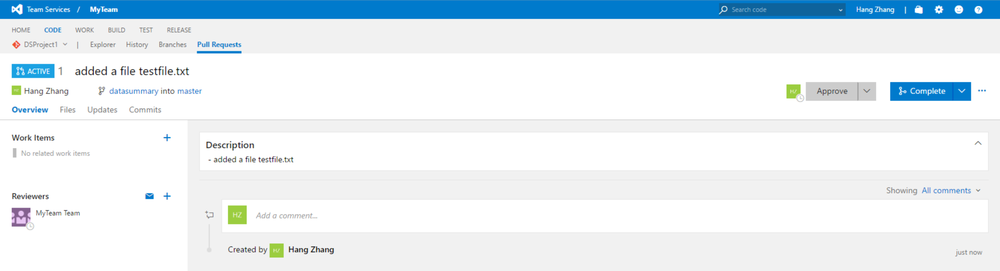 Team Services / MyTeam
Search code
Hang Zhang |
HOME CODE WORK BUILD TEST RELEASE
DSProject1 | Explorer History Branches Pull Requests
ACTIVE 1 added a file testfile.txt
HZ Hang Zhang datasummary into master
HZ Approve Complete ...
Overview Files Updates Commits
Work Items +
No related work items
Reviewers +
MyTeam Team
Description
- added a file testfile.txt
Showing All comments
HZ Add a comment...
Created by HZ Hang Zhang
just now